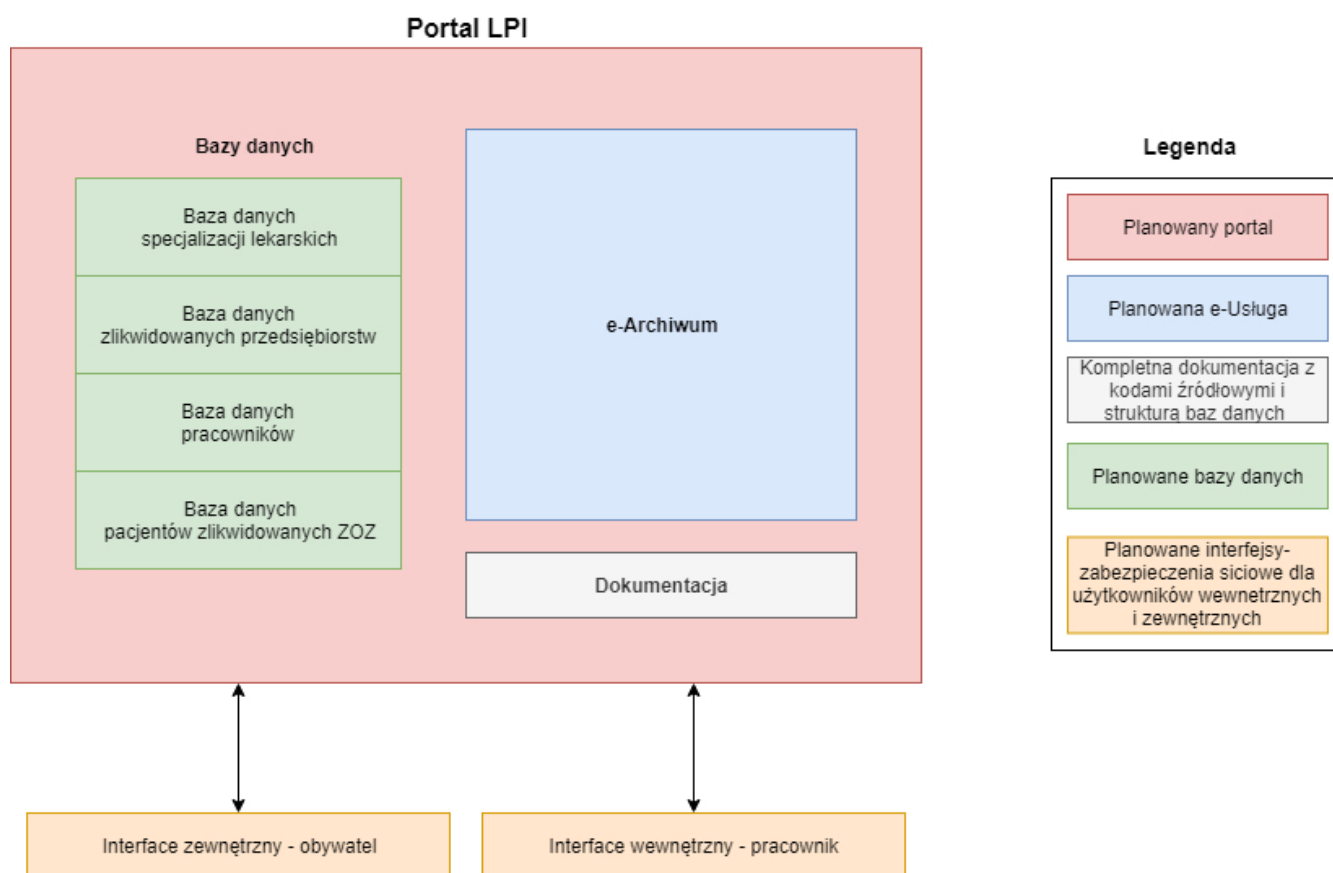 Portal LPI
Bazy danych
Baza danych
specjalizacji lekarskich
Baza danych
zlikwidowanych przedsiębiorstw
Baza danych
pracowników
Baza danych
pacjentów zlikwidowanych ZOZ
e-Archiwum
Dokumentacja
Interface zewnętrzny - obywatel
Interface wewnętrzny - pracownik
Legenda
Planowany portal
Planowana e-Usługa
Kompletna dokumentacja z
kodami źródłowymi i
strukturą baz danych
Planowane bazy danych
Planowane interfejsy-
zabezpieczenia siciowe dla
użytkowników wewnetrznych
i zewnętrznych